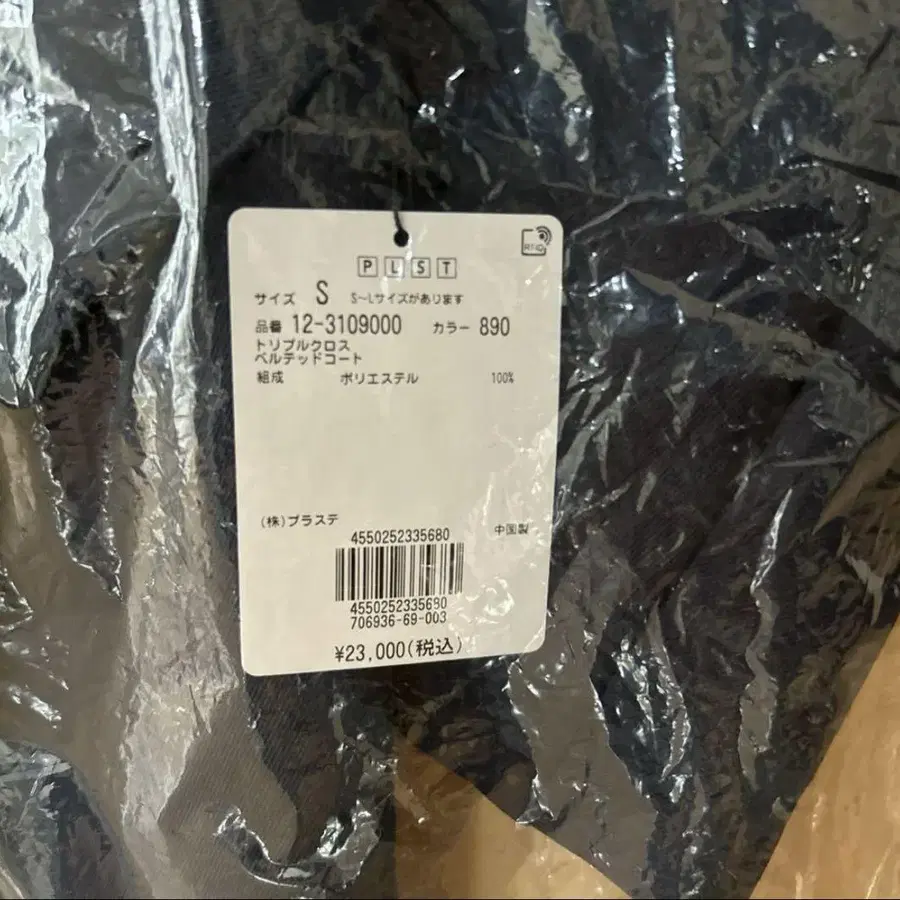 RFID
PLST
サイズ S S~Lサイズがあります
品番 12-3109000 カラー 890
トリプルクロス
ベルテッドコート
組成 ポリエステル 100%
(株)プラステ 中国製
4550252335680
4550252335680
706936-69-003
¥23,000(税込)